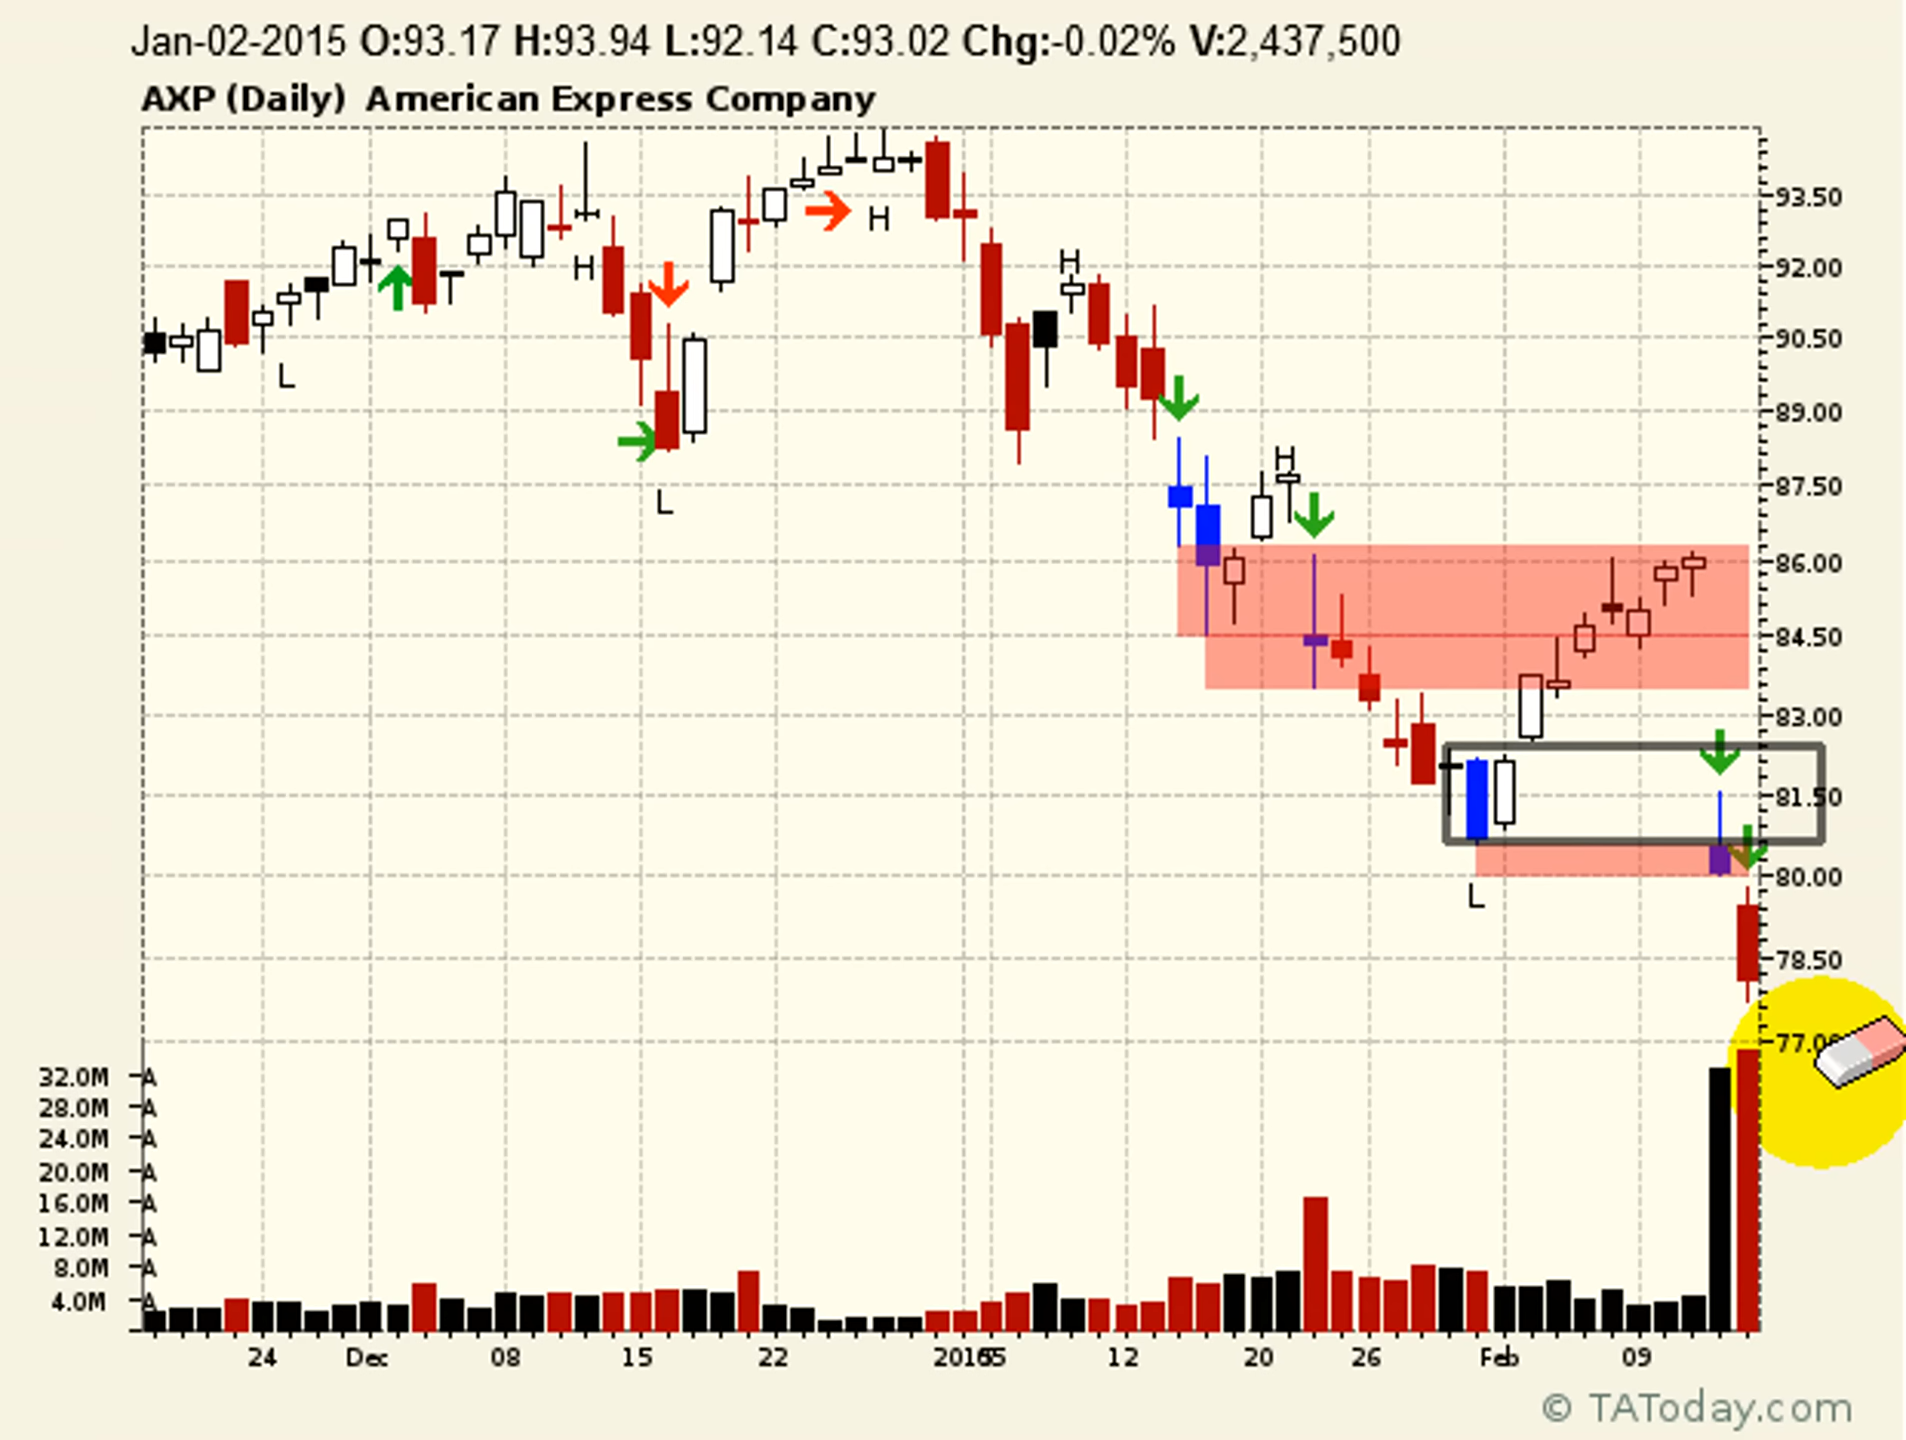 Jan-02-2015 O:93.17 H:93.94 L:92.14 C:93.02 Chg:-0.02% V:2,437,500
AXP (Daily) American Express Company
93.50
H
H
92.00
H
90.50
L
89.00
H
87.50
L
86.00
84.50
83.00
81.50
80.00
L
78.50
32.0M A
28.0M A
24.0M A
20.0M A
16.0M A
12.0M A
8.0M A
4.0M A
24 Dec 08 15 22 12 20 26 Feb 09
© TAToday.com